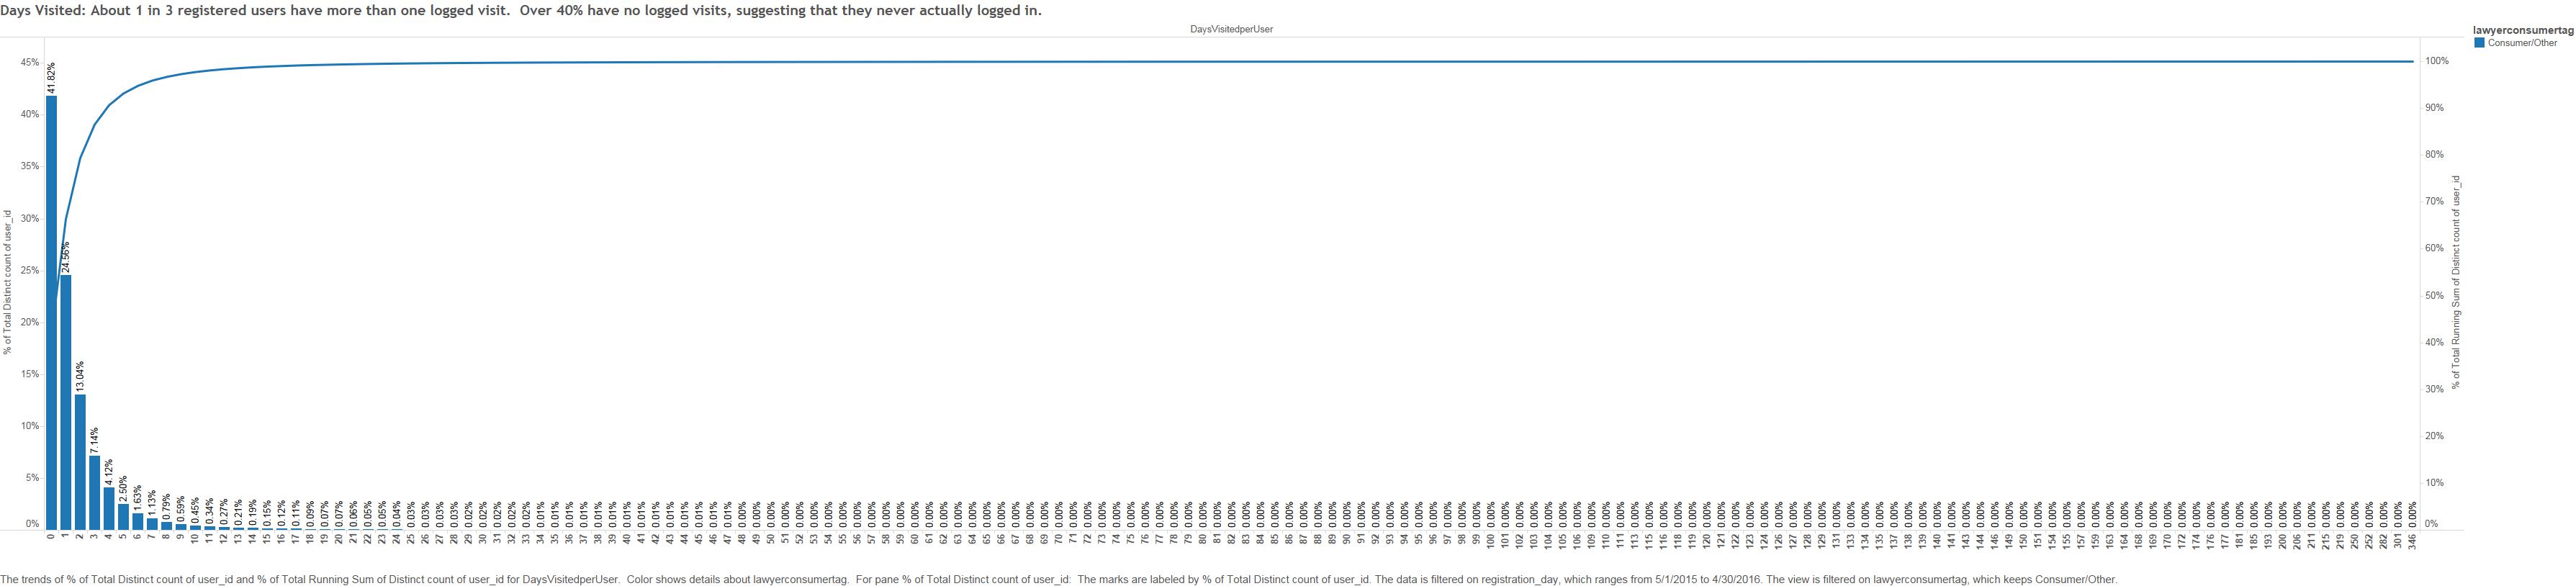 Days Visited: About 1 in 3 registered users have more than one logged visit.  Over 40% have no logged visits, suggesting that they never actually logged in.
DaysVisitedperUser
lawyerconsumertag
Consumer/Other
45%
40%
35%
30%
25%
20%
15%
10%
5%
0%
% of Total Distinct count of user_id
41.82% 24.56% 13.04% 7.14% 4.12% 2.50% 1.63% 1.13% 0.79% 0.59% 0.45% 0.34% 0.27% 0.21% 0.19% 0.15% 0.12% 0.11% 0.09% 0.07% 0.07% 0.06% 0.05% 0.05% 0.04% 0.03% 0.03% 0.03% 0.03% 0.02% 0.02% 0.02% 0.02% 0.02% 0.01% 0.01% 0.01% 0.01% 0.01% 0.01% 0.01% 0.01% 0.01% 0.01% 0.01% 0.01% 0.01% 0.01% 0.00%
100%
90%
80%
70%
60%
50%
40%
30%
20%
10%
0%
% of Total Running Sum of Distinct count of user_id
0 1 2 3 4 5 6 7 8 9 10 11 12 13 14 15 16 17 18 19 20 21 22 23 24 25 26 27 28 29 30 31 32 33 34 35 36 37 38 39 40 41 42 43 44 45 46 47 48 49 50 51 52 53 54 55 56 57 58 59 60 61 62 63 64 65 66 67 68 69 70 71 72 73 74 75 76 77 78 79 80 81 82 83 84 85 86 87 88 89 90 91 92 93 94 95 96 97 98 99 100 101 102 103 104 105 106 109 110 111 113 115 116 118 119 120 121 122 123 124 126 127 128 129 131 133 134 135 137 138 139 140 141 143 144 146 149 150 151 154 155 157 159 163 164 168 169 170 172 174 176 177 181 185 193 200 206 211 215 219 250 252 282 301 346
The trends of % of Total Distinct count of user_id and % of Total Running Sum of Distinct count of user_id for DaysVisitedperUser.  Color shows details about lawyerconsumertag.  For pane % of Total Distinct count of user_id:  The marks are labeled by % of Total Distinct count of user_id. The data is filtered on registration_day, which ranges from 5/1/2015 to 4/30/2016. The view is filtered on lawyerconsumertag, which keeps Consumer/Other.